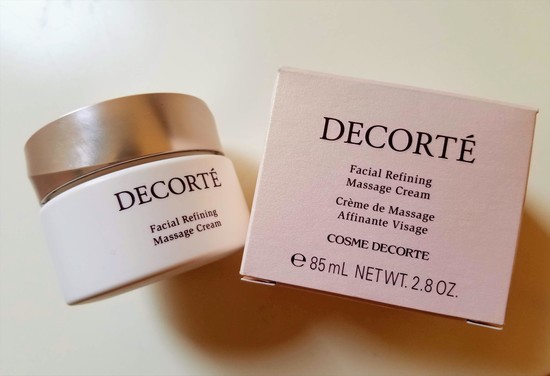 DECORTÉ
Facial Refining
Massage Cream
DECORTÉ
Facial Refining
Massage Cream
Crème de Massage
Affinante Visage
COSME DECORTE
℮ 85 mL NET WT. 2.8 OZ.